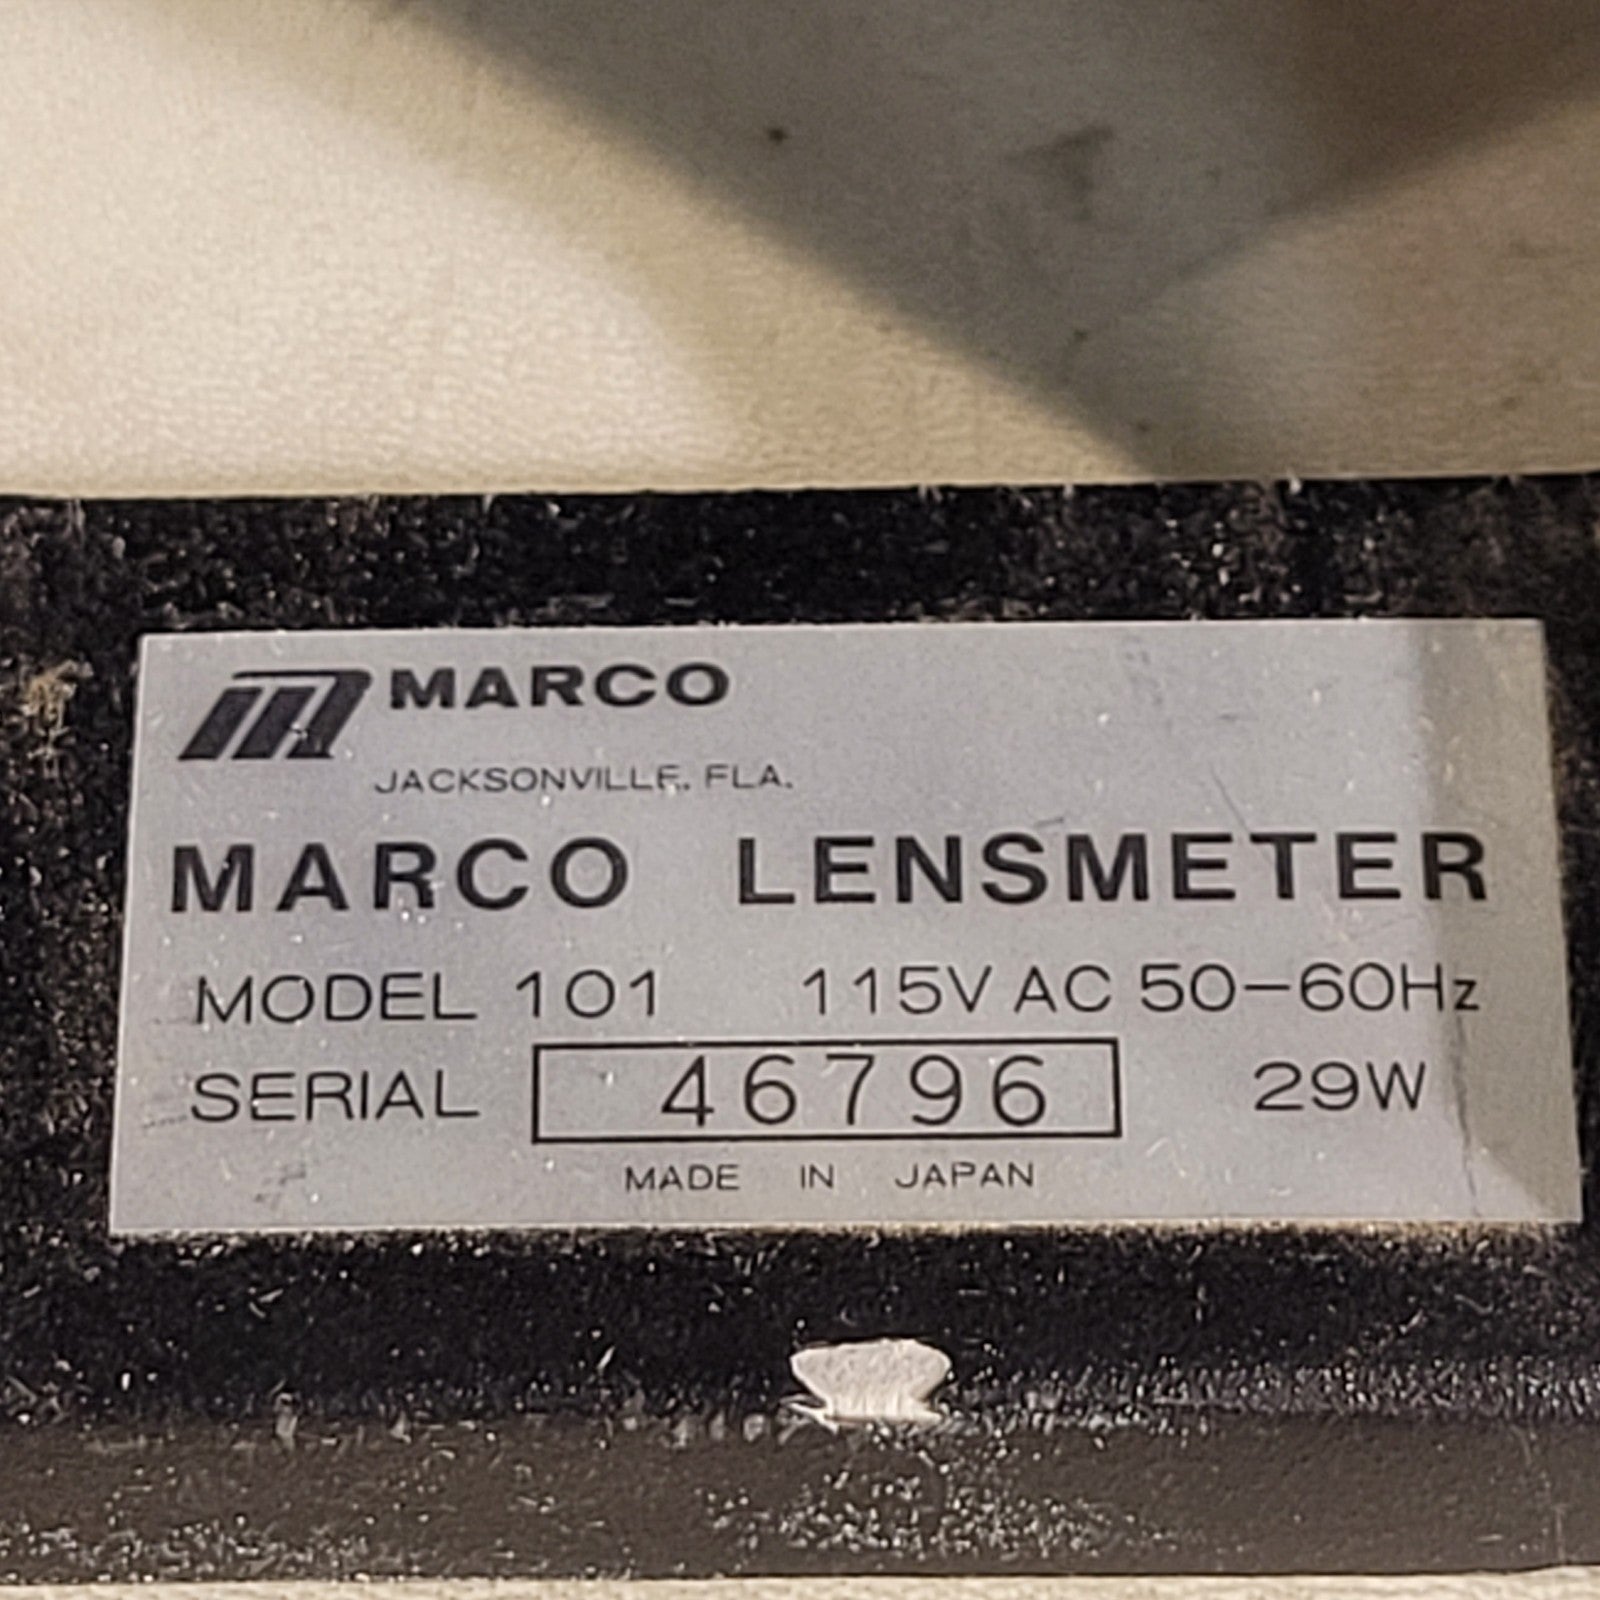 MARCO
JACKSONVILLE, FLA.
MARCO LENSMETER
MODEL 101 115V AC 50-60Hz
SERIAL 46796 29W
MADE IN JAPAN